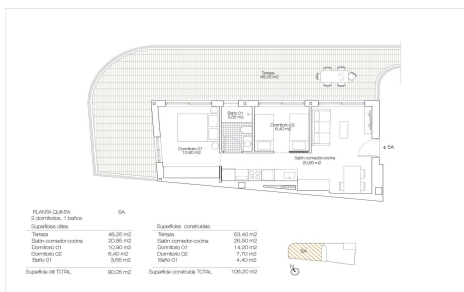 Terraza
48,25 m2
Baño 01
3,65 m2
Dormitorio 02
6,40 m2
Dormitorio 01
10,90 m2
Salón-comedor-cocina
20,85 m2
5A
PLANTA QUINTA 5A
2 dormitorios, 1 baños
Superficies útiles
Terraza 48,25 m2
Salón-comedor-cocina 20,85 m2
Dormitorio 01 10,90 m2
Dormitorio 02 6,40 m2
Baño 01 3,65 m2
Superficie útil TOTAL 90,05 m2
Superficies construidas
Terraza 53,40 m2
Salón-comedor-cocina 26,50 m2
Dormitorio 01 14,20 m2
Dormitorio 02 7,70 m2
Baño 01 4,40 m2
Superficie construida TOTAL 106,20 m2
5A
N